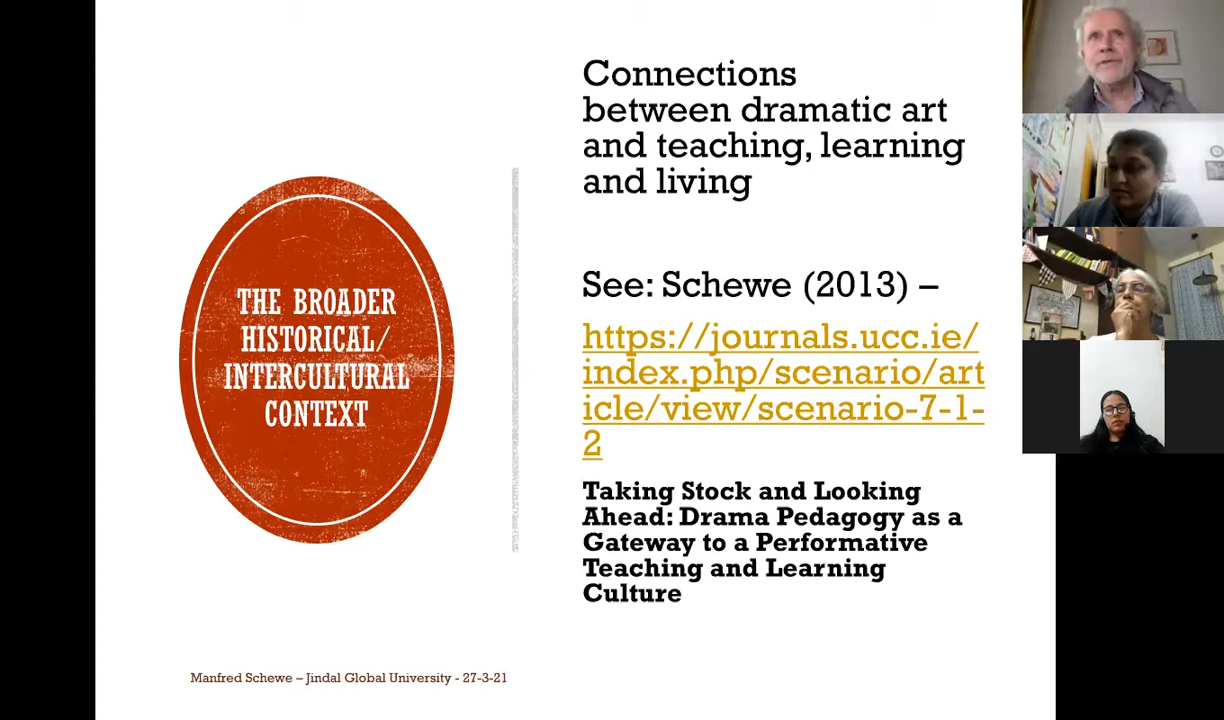 THE BROADER
HISTORICAL/
INTERCULTURAL
CONTEXT
Connections
between dramatic art
and teaching, learning
and living
See: Schewe (2013) –
https://journals.ucc.ie/
index.php/scenario/art
icle/view/scenario-7-1-
2
Taking Stock and Looking
Ahead: Drama Pedagogy as a
Gateway to a Performative
Teaching and Learning
Culture
Manfred Schewe – Jindal Global University - 27-3-21